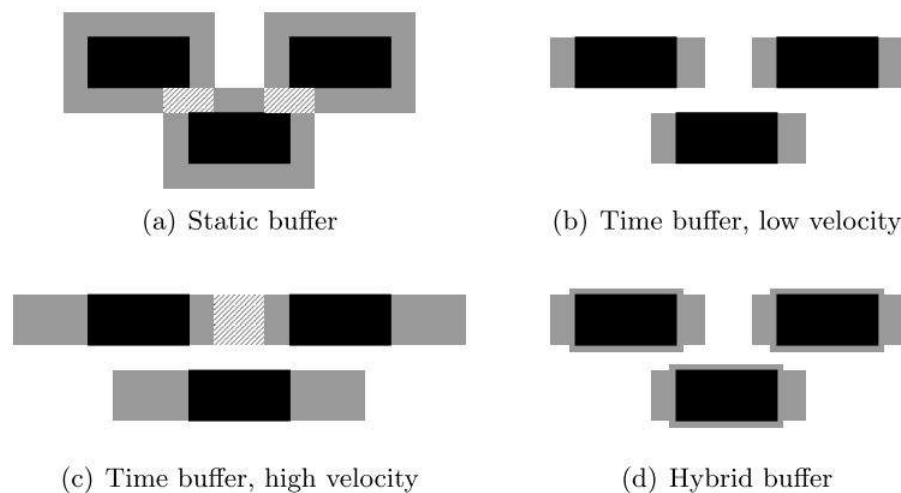 (a) Static buffer
(b) Time buffer, low velocity
(c) Time buffer, high velocity
(d) Hybrid buffer